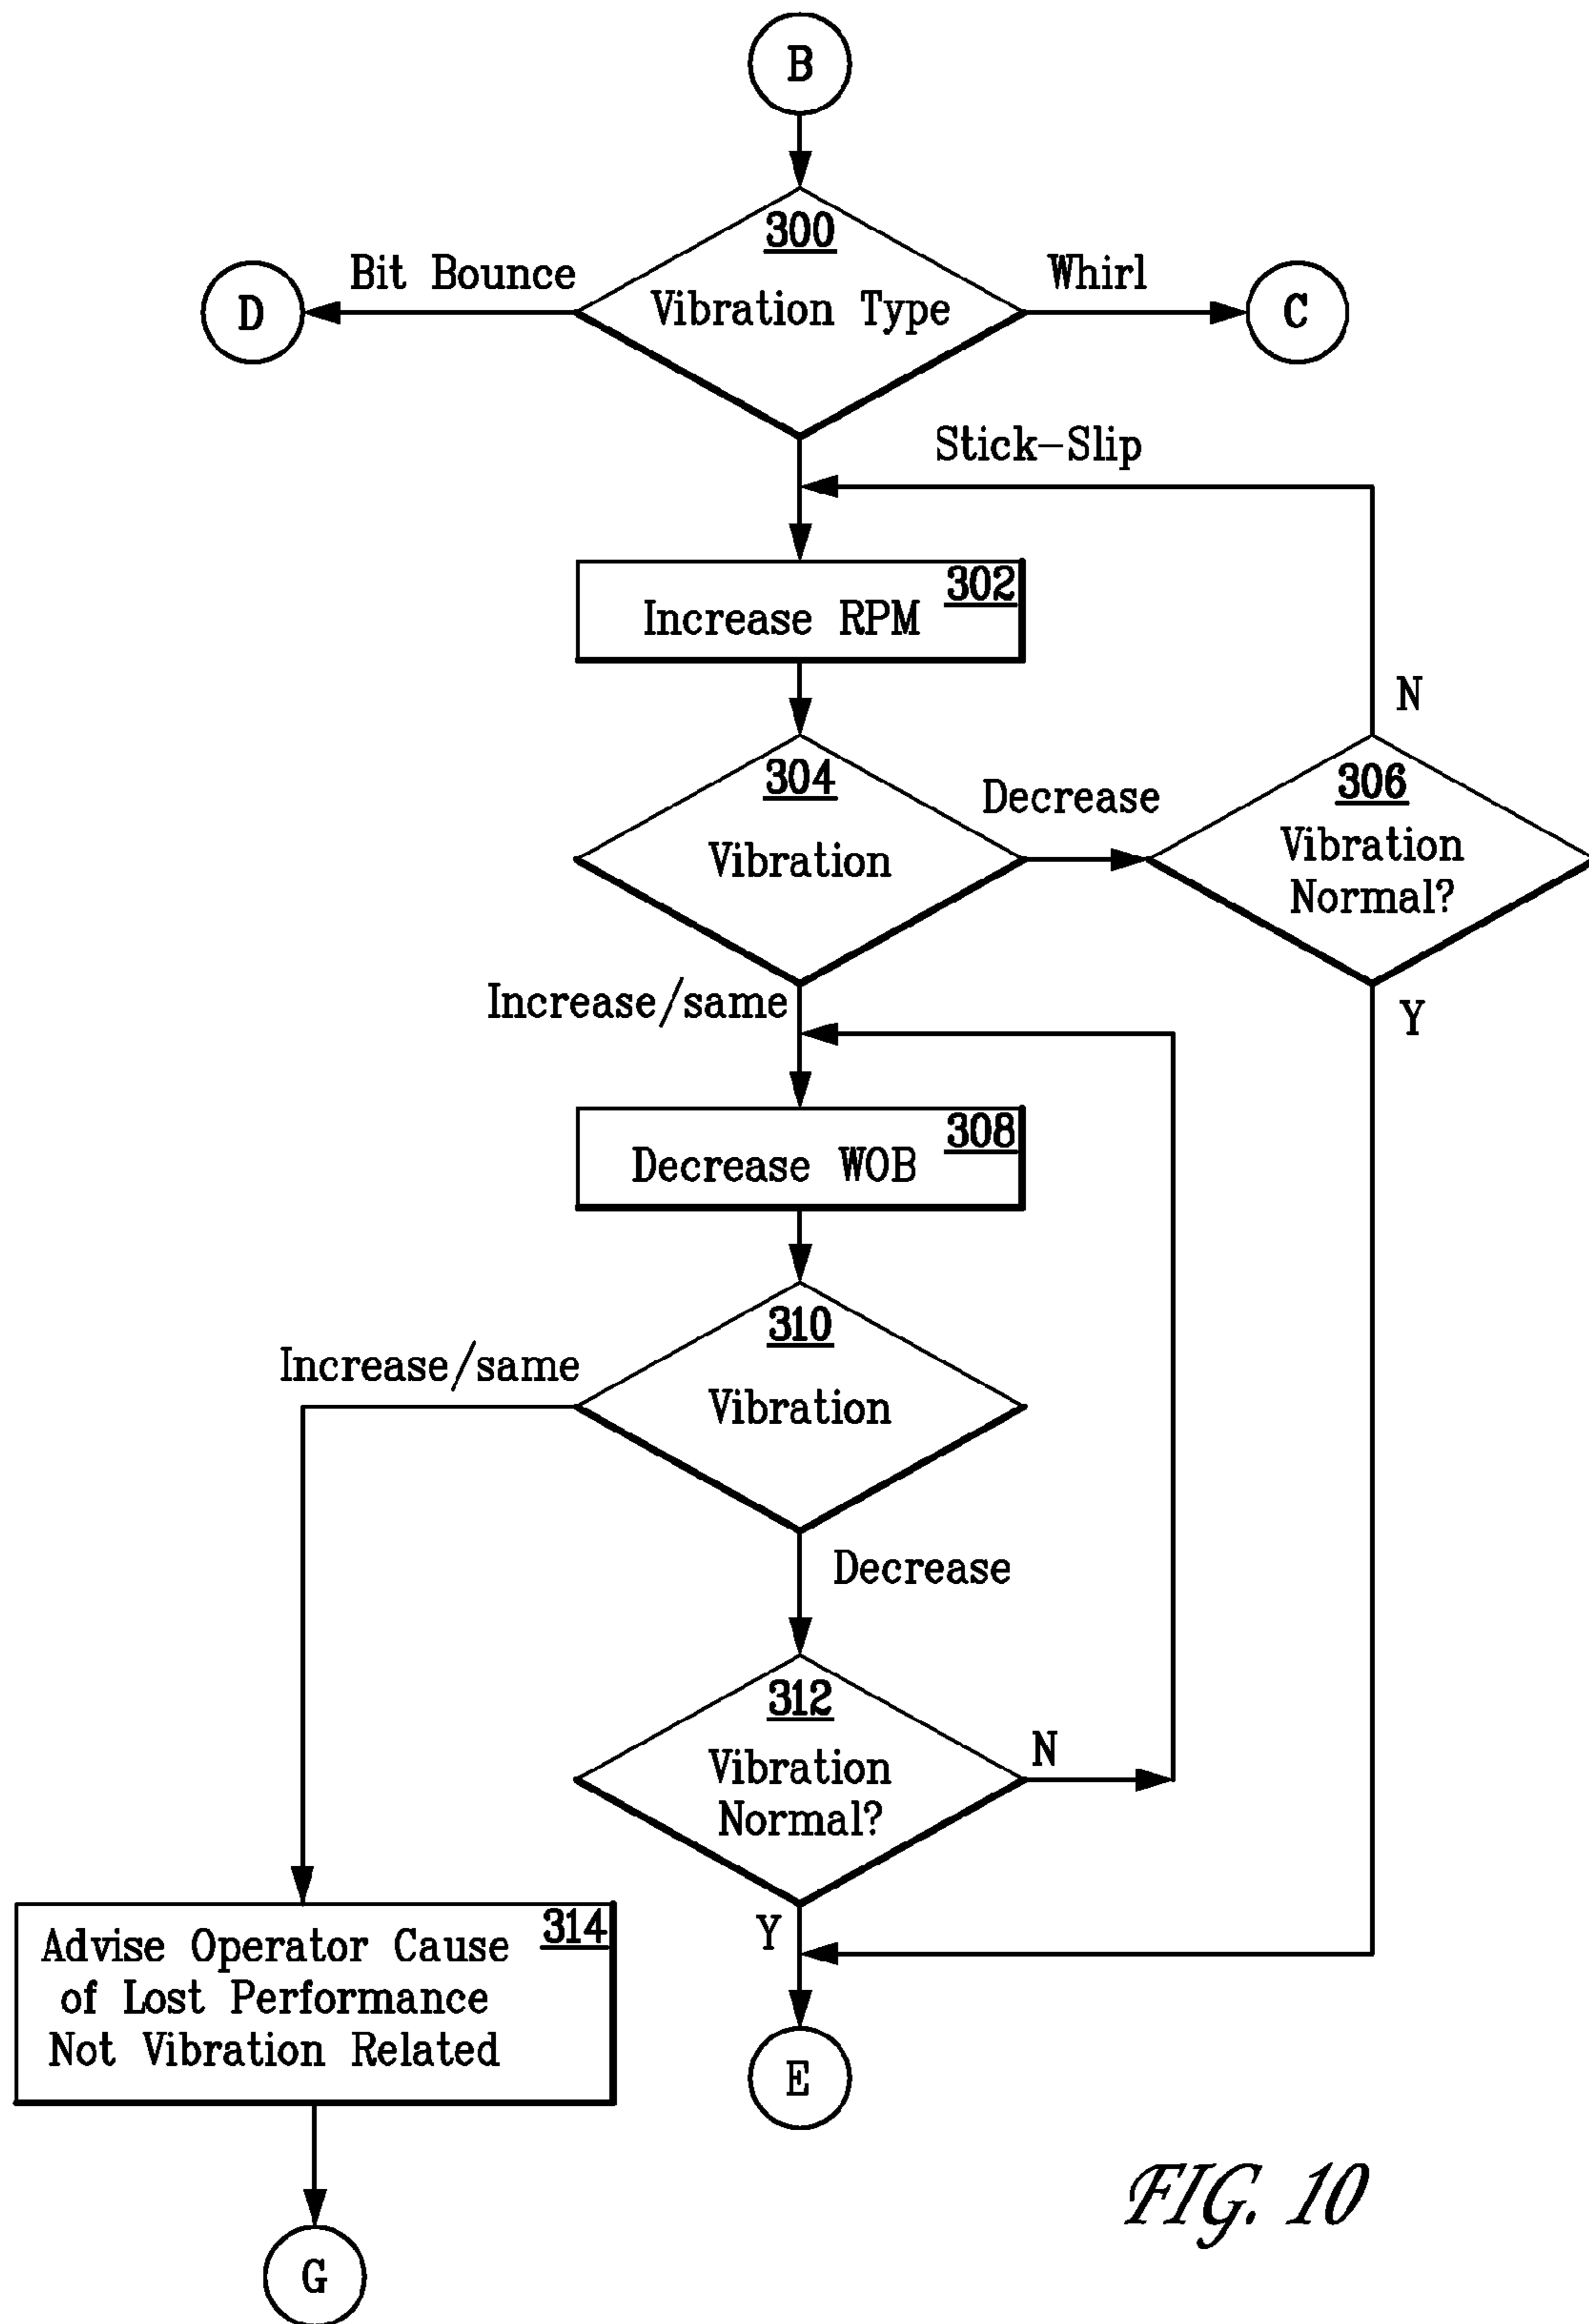 B
300
Vibration Type
Bit Bounce
Whirl
D
C
Stick-Slip
302
Increase RPM
N
304
Vibration
Decrease
306
Vibration
Normal?
Increase/same
Y
308
Decrease WOB
310
Vibration
Increase/same
Decrease
312
Vibration
Normal?
N
Y
314
Advise Operator Cause
of Lost Performance
Not Vibration Related
E
G
FIG. 10